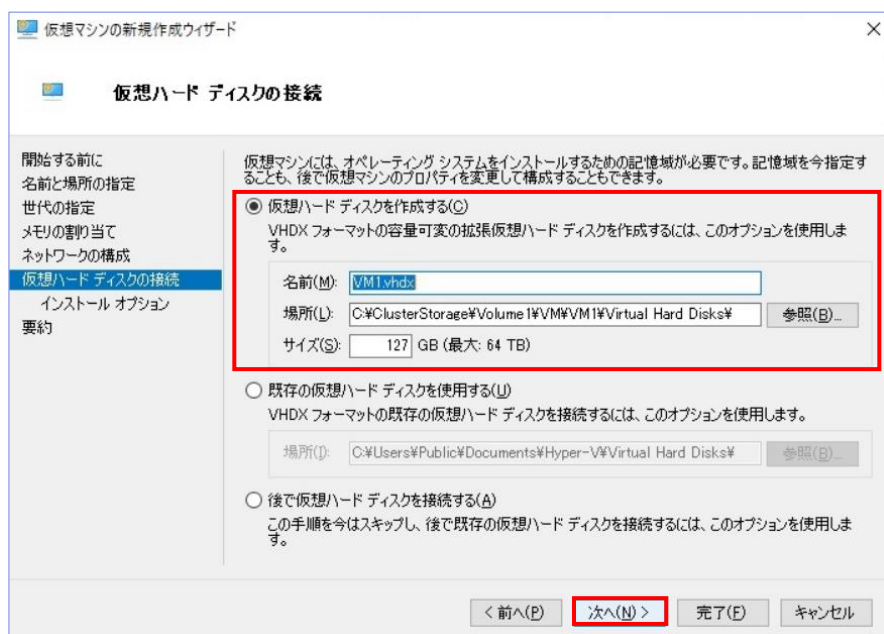 仮想マシンの新規作成ウィザード
仮想ハード ディスクの接続
開始する前に
名前と場所の指定
世代の指定
メモリの割り当て
ネットワークの構成
仮想ハード ディスクの接続
インストール オプション
要約
仮想マシンには、オペレーティング システムをインストールするための記憶域が必要です。記憶域を今指定す
ることも、後で仮想マシンのプロパティを変更して構成することもできます。
仮想ハード ディスクを作成する(C)
VHDX フォーマットの容量可変の拡張仮想ハード ディスクを作成するには、このオプションを使用しま
す。
名前(M): VM1.vhdx
場所(L): C:¥ClusterStorage¥Volume1¥VM¥VM1¥Virtual Hard Disks¥ 参照(B)...
サイズ(S): 127 GB (最大: 64 TB)
既存の仮想ハード ディスクを使用する(U)
VHDX フォーマットの既存の仮想ハード ディスクを接続するには、このオプションを使用します。
場所(I): C:¥Users¥Public¥Documents¥Hyper-V¥Virtual Hard Disks¥ 参照(B)...
後で仮想ハード ディスクを接続する(A)
この手順を今はスキップし、後で既存の仮想ハード ディスクを接続するには、このオプションを使用しま
す。
< 前へ(P) 次へ(N) > 完了(F) キャンセル